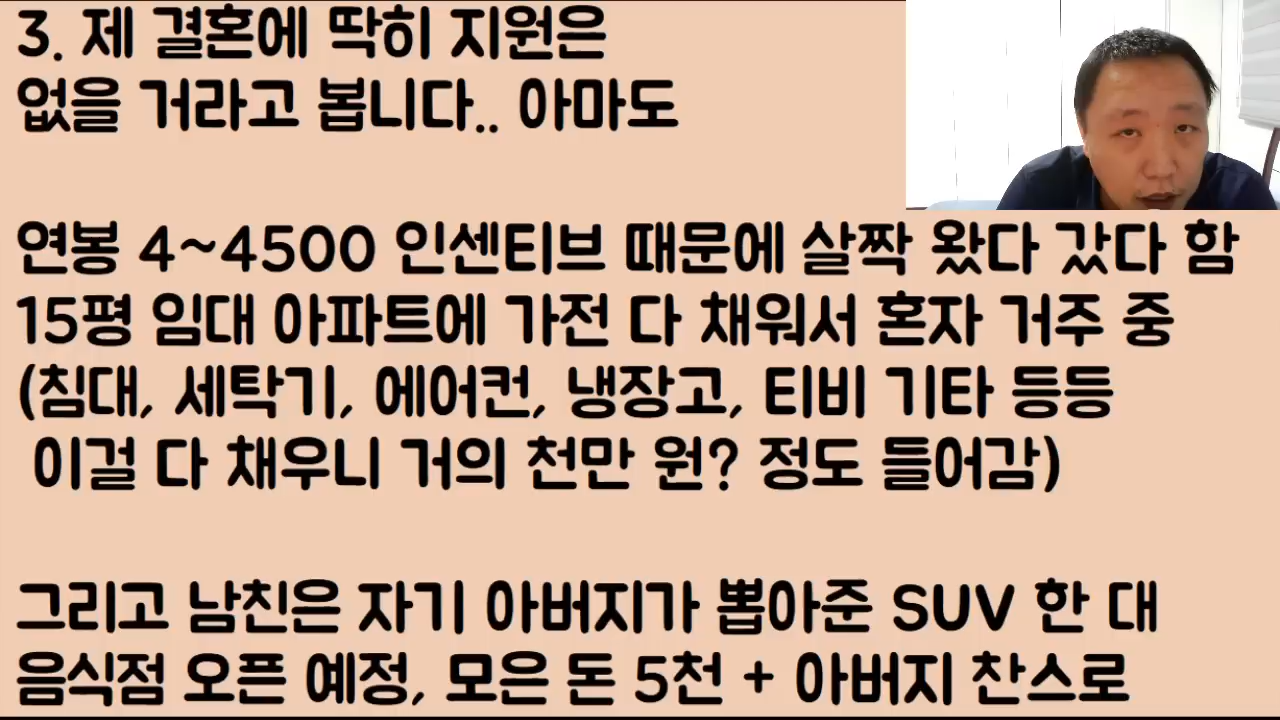 3. 제 결혼에 딱히 지원은
없을 거라고 봅니다.. 아마도
연봉 4~4500 인센티브 때문에 살짝 왔다 갔다 함
15평 임대 아파트에 가전 다 채워서 혼자 거주 중
(침대, 세탁기, 에어컨, 냉장고, 티비 기타 등등
이걸 다 채우니 거의 천만 원? 정도 들어감)
그리고 남친은 자기 아버지가 뽑아준 SUV 한 대
음식점 오픈 예정, 모은 돈 5천 + 아버지 찬스로